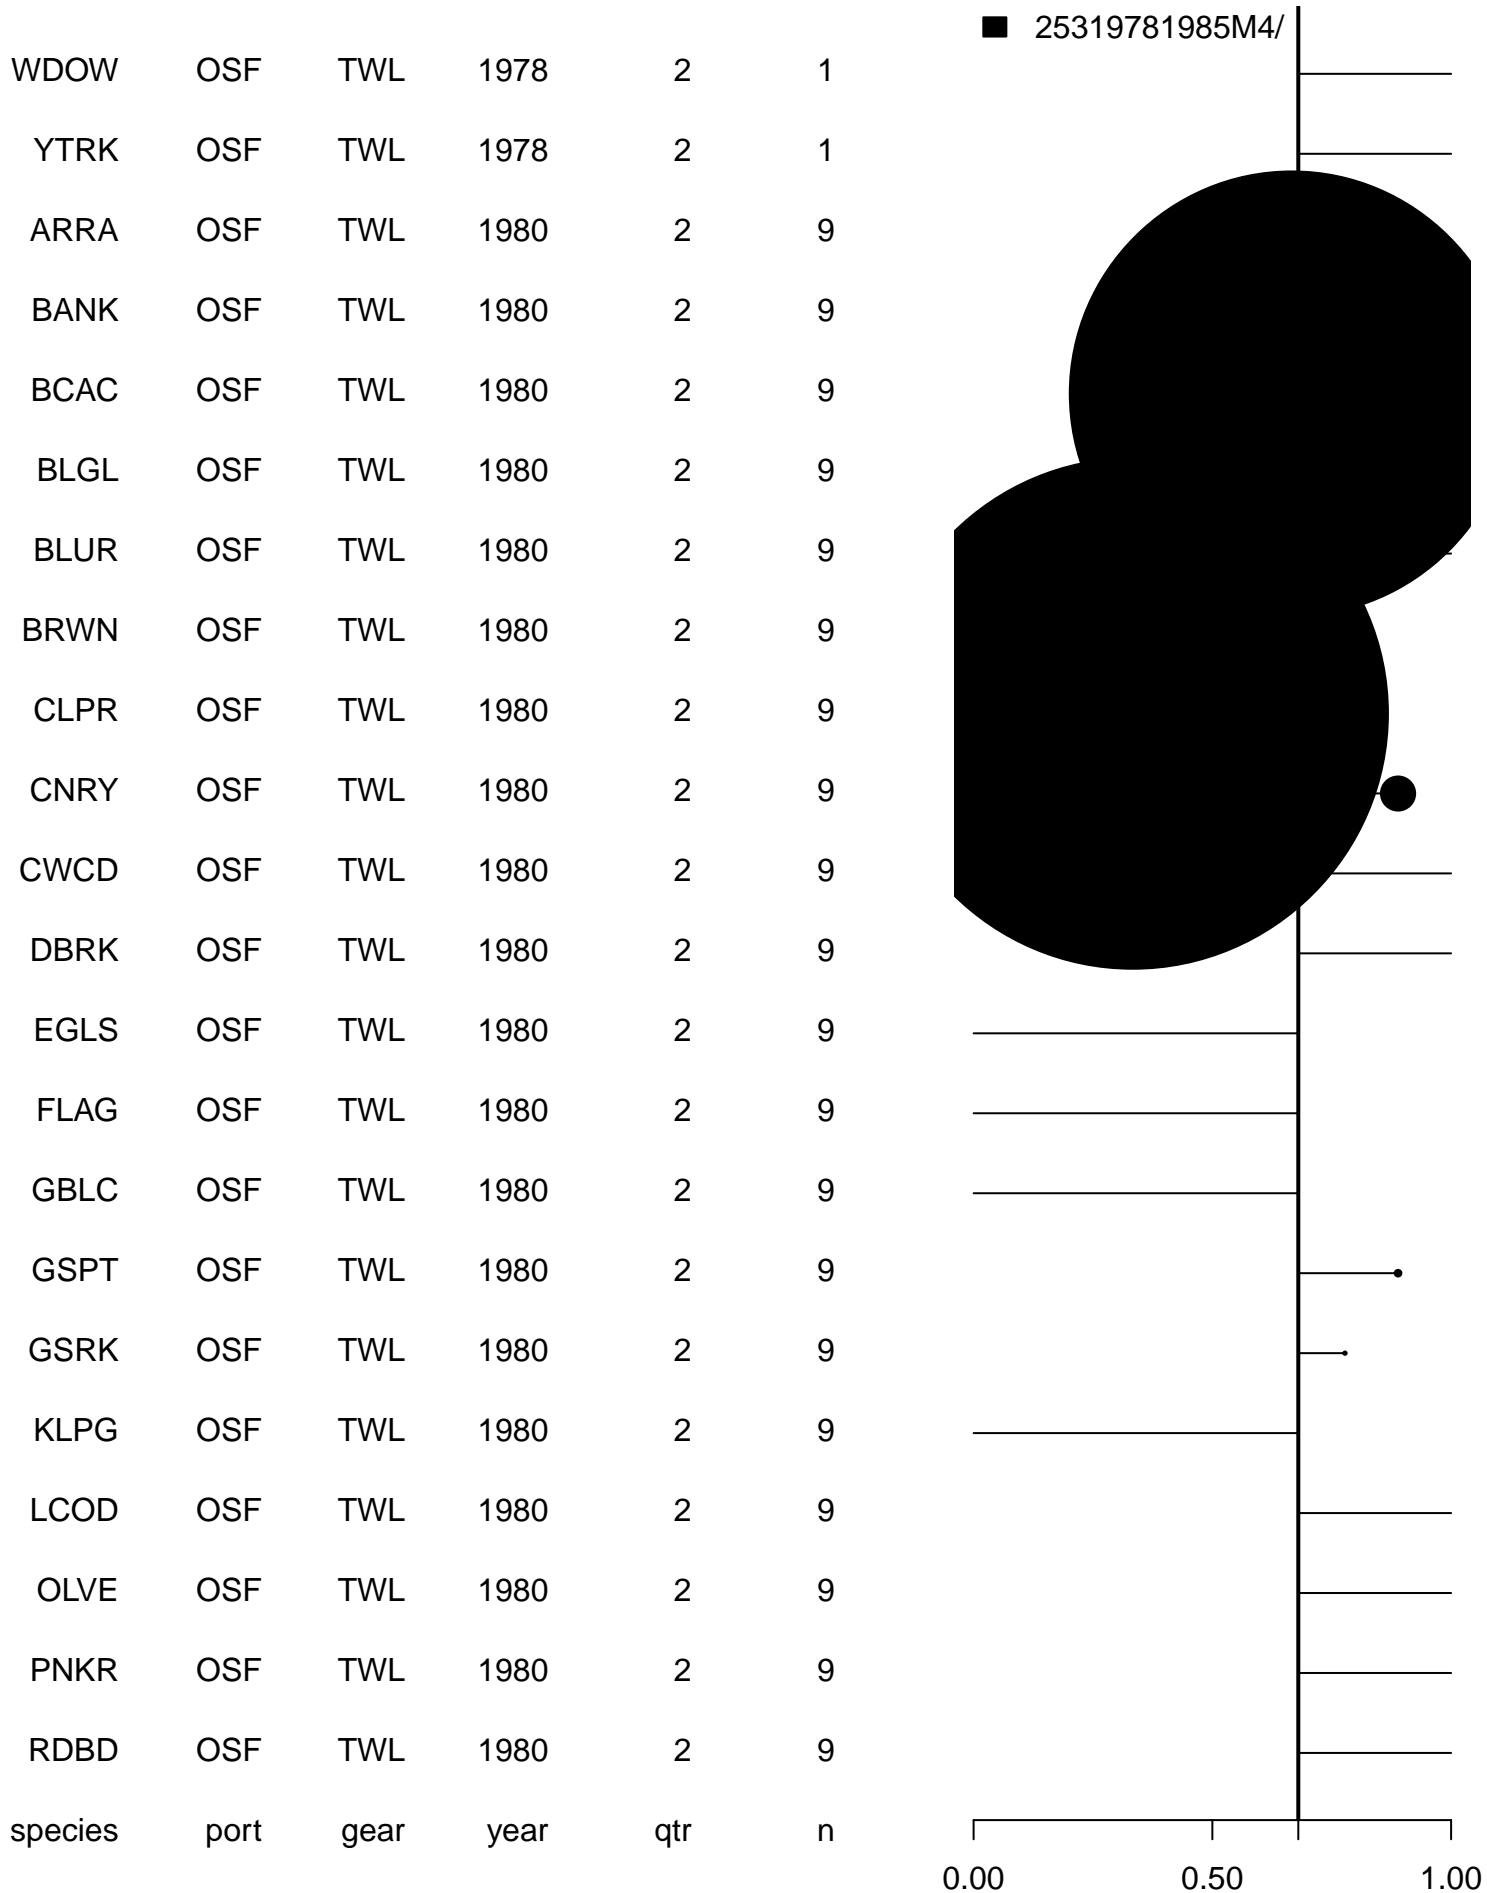 25319781985M4/
WDOW OSF TWL 1978 2 1
YTRK OSF TWL 1978 2 1
ARRA OSF TWL 1980 2 9
BANK OSF TWL 1980 2 9
BCAC OSF TWL 1980 2 9
BLGL OSF TWL 1980 2 9
BLUR OSF TWL 1980 2 9
BRWN OSF TWL 1980 2 9
CLPR OSF TWL 1980 2 9
CNRY OSF TWL 1980 2 9
CWCD OSF TWL 1980 2 9
DBRK OSF TWL 1980 2 9
EGLS OSF TWL 1980 2 9
FLAG OSF TWL 1980 2 9
GBLC OSF TWL 1980 2 9
GSPT OSF TWL 1980 2 9
GSRK OSF TWL 1980 2 9
KLPG OSF TWL 1980 2 9
LCOD OSF TWL 1980 2 9
OLVE OSF TWL 1980 2 9
PNKR OSF TWL 1980 2 9
RDBD OSF TWL 1980 2 9
species port gear year qtr n
0.00 0.50 1.00